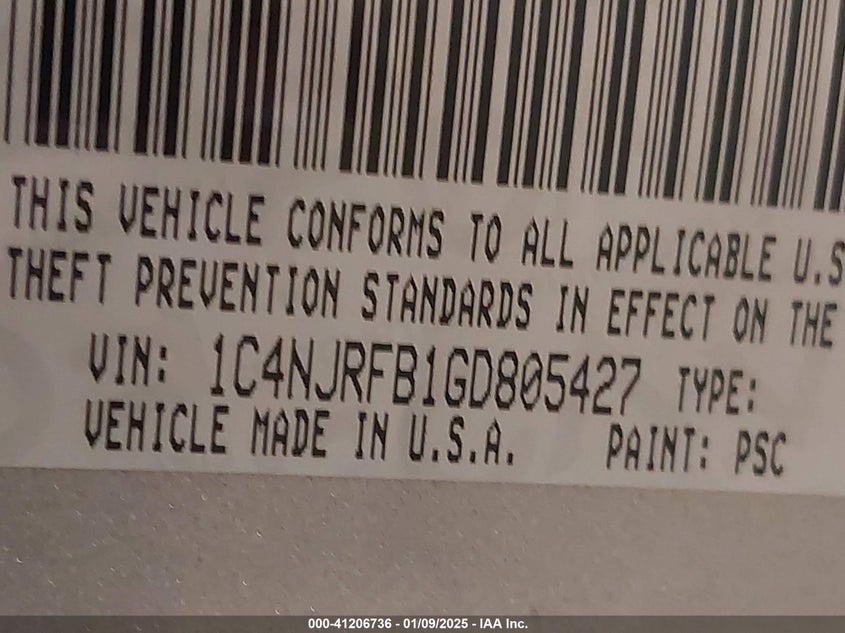 THIS VEHICLE CONFORMS TO ALL APPLICABLE U.S
THEFT PREVENTION STANDARDS IN EFFECT ON THE
VIN: 1C4NJRFB1GD805427 TYPE:
VEHICLE MADE IN U.S.A. PAINT: PSC
000-41206736 - 01/09/2025 - IAA Inc.